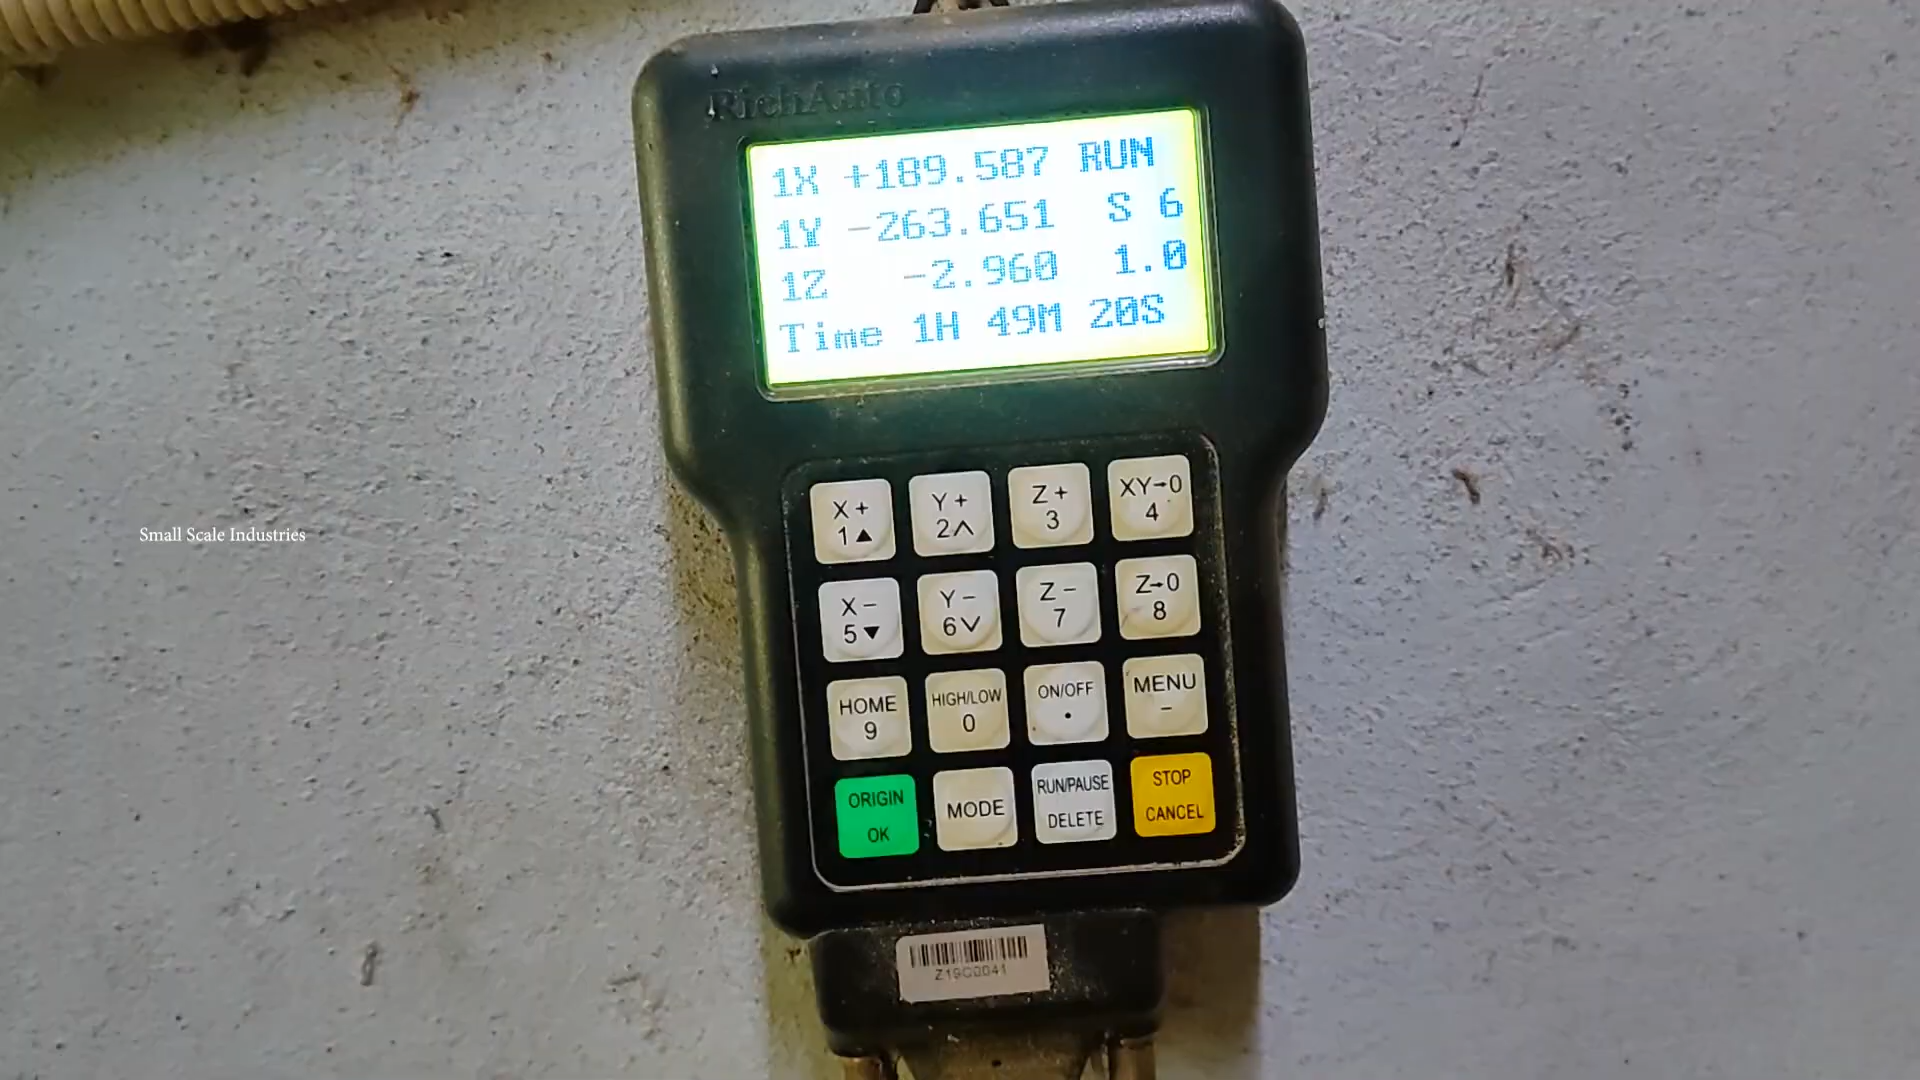 RichAuto
1X +189.587 RUN
1Y -263.651 S 6
1Z -2.960 1.0
Time 1H 49M 20S
Small Scale Industries
X + Y + Z + XY→0
1▲ 2∧ 3 4
X - Y - Z - Z→0
5▼ 6∨ 7 8
HOME HIGH/LOW ON/OFF MENU
9 0 • -
ORIGIN MODE RUN/PAUSE STOP
OK DELETE CANCEL
Z19C0041